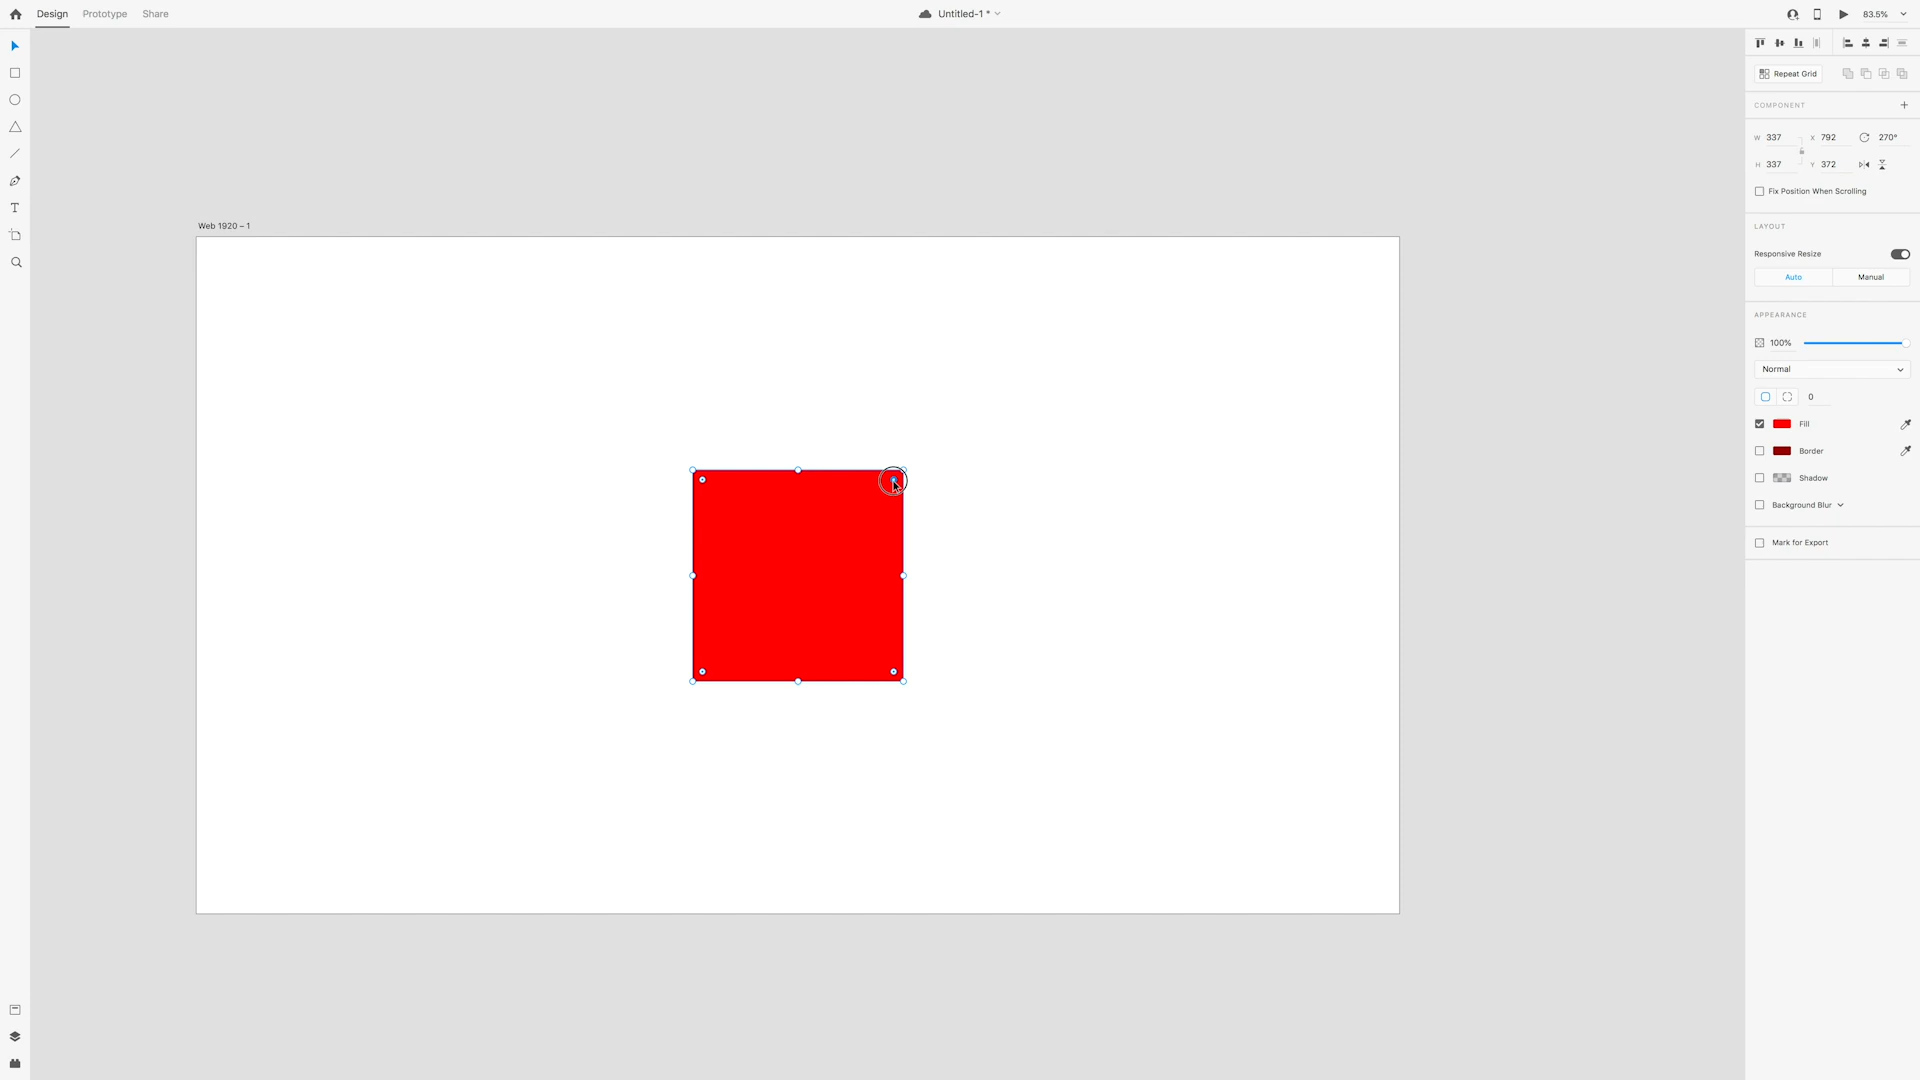 Design Prototype Share Untitled-1 * 83.5%
Repeat Grid
COMPONENT
W 337 X 792 270°
H 337 Y 372
Fix Position When Scrolling
Web 1920 – 1
LAYOUT
Responsive Resize
Auto Manual
APPEARANCE
100%
Normal
0
Fill
Border
Shadow
Background Blur
Mark for Export
T